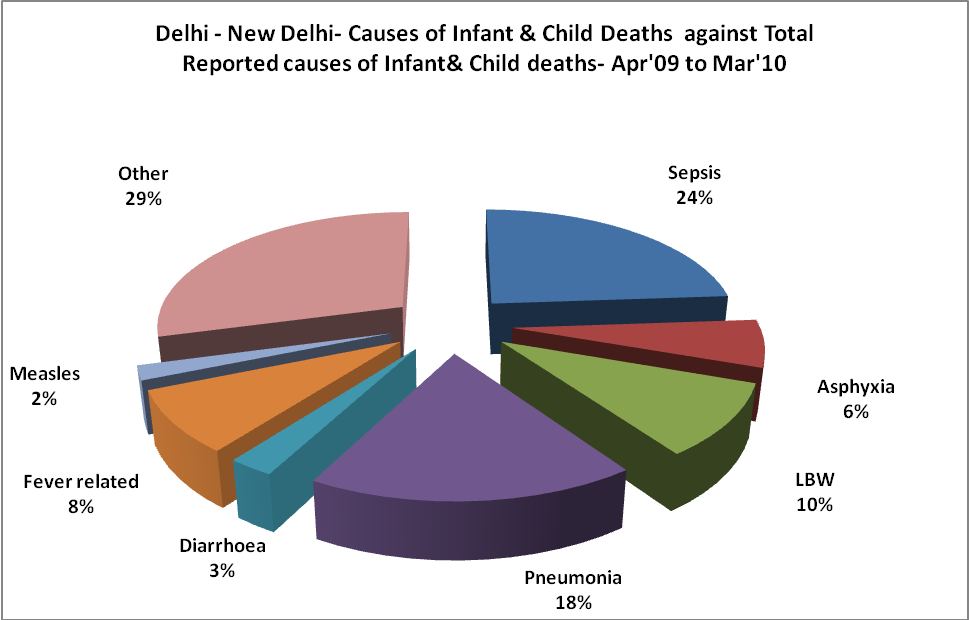 Delhi - New Delhi- Causes of Infant & Child Deaths against Total
Reported causes of Infant& Child deaths- Apr'09 to Mar'10
Sepsis
24%
Asphyxia
6%
LBW
10%
Pneumonia
18%
Diarrhoea
3%
Fever related
8%
Measles
2%
Other
29%